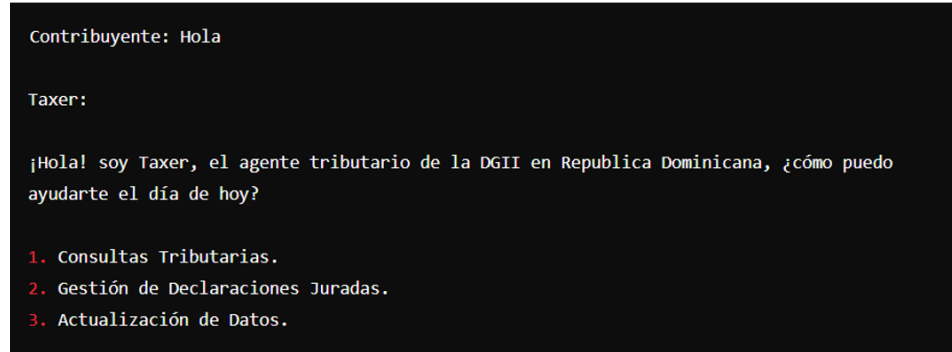 Contribuyente: Hola
Taxer:
¡Hola! soy Taxer, el agente tributario de la DGII en Republica Dominicana, ¿cómo puedo
ayudarte el día de hoy?
1. Consultas Tributarias.
2. Gestión de Declaraciones Juradas.
3. Actualización de Datos.